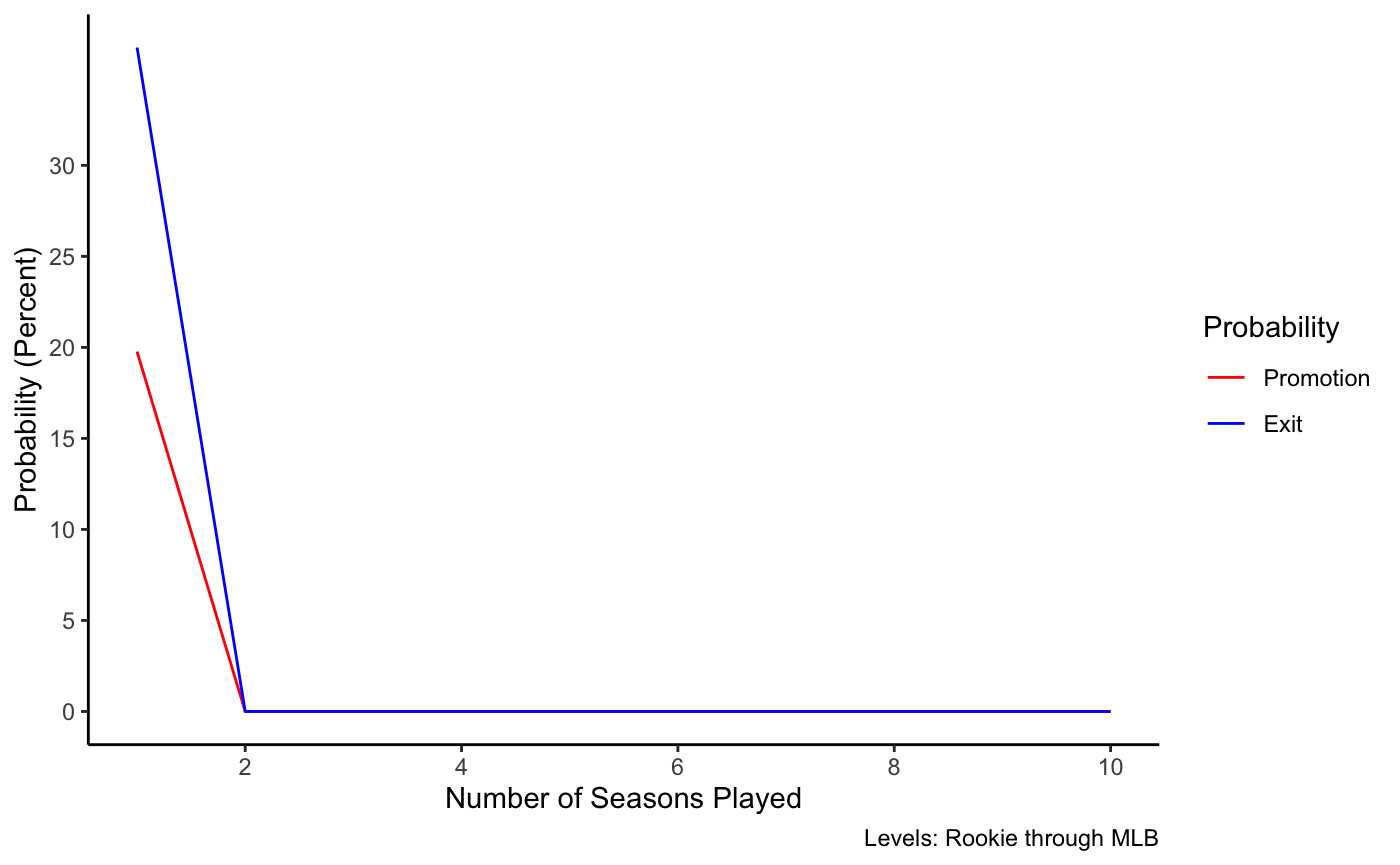 Probability (Percent)
30
25
20
15
10
5
0
2 4 6 8 10
Number of Seasons Played
Levels: Rookie through MLB
Probability
Promotion
Exit